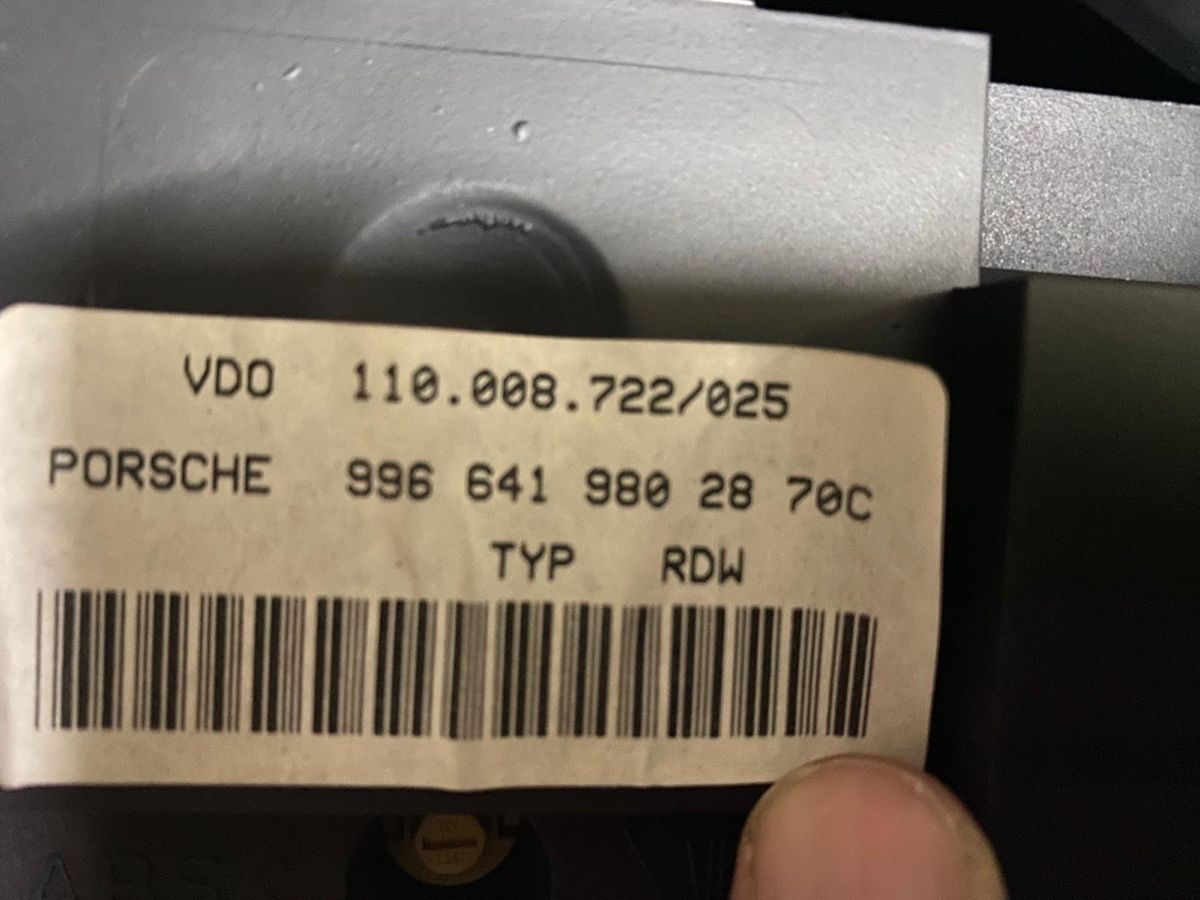 VDO 110.008.722/025
PORSCHE 996 641 980 28 70C
TYP RDW